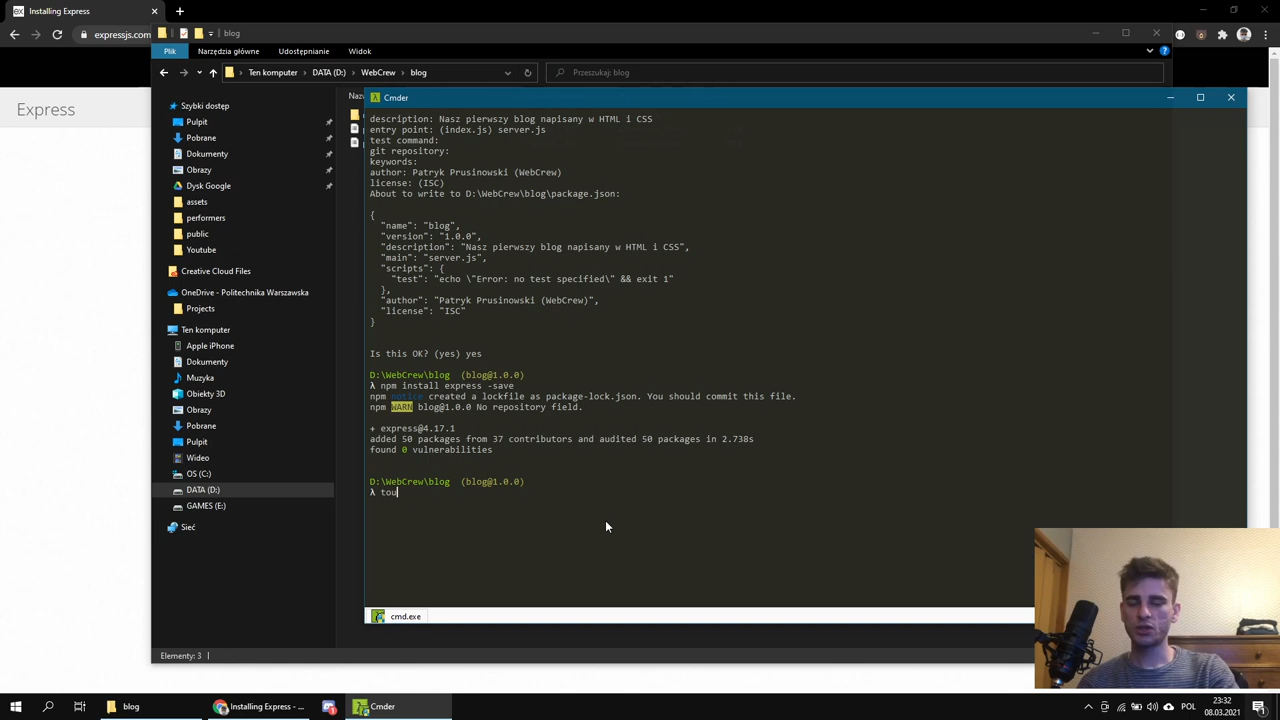 Installing Express
expressjs.com
blog
Plik
Narzędzia główne
Udostępnianie
Widok
Ten komputer
DATA (D:)
WebCrew
blog
Przeszukaj: blog
Express
Szybki dostęp
Pulpit
Pobrane
Dokumenty
Obrazy
Dysk Google
assets
performers
public
Youtube
Creative Cloud Files
OneDrive - Politechnika Warszawska
Projects
Ten komputer
Apple iPhone
Dokumenty
Muzyka
Obiekty 3D
Obrazy
Pobrane
Pulpit
Wideo
OS (C:)
DATA (D:)
GAMES (E:)
Sieć
Elementy: 3
Cmder
description: Nasz pierwszy blog napisany w HTML i CSS
entry point: (index.js) server.js
test command:
git repository:
keywords:
author: Patryk Prusinowski (WebCrew)
license: (ISC)
About to write to D:\WebCrew\blog\package.json:
{
"name": "blog",
"version": "1.0.0",
"description": "Nasz pierwszy blog napisany w HTML i CSS",
"main": "server.js",
"scripts": {
"test": "echo \"Error: no test specified\" && exit 1"
},
"author": "Patryk Prusinowski (WebCrew)",
"license": "ISC"
}
Is this OK? (yes) yes
D:\WebCrew\blog (blog@1.0.0)
λ npm install express -save
npm notice created a lockfile as package-lock.json. You should commit this file.
npm WARN blog@1.0.0 No repository field.
+ express@4.17.1
added 50 packages from 37 contributors and audited 50 packages in 2.738s
found 0 vulnerabilities
D:\WebCrew\blog (blog@1.0.0)
λ tou
cmd.exe
blog
Installing Express - ...
Cmder
POL
23:32
08.03.2021